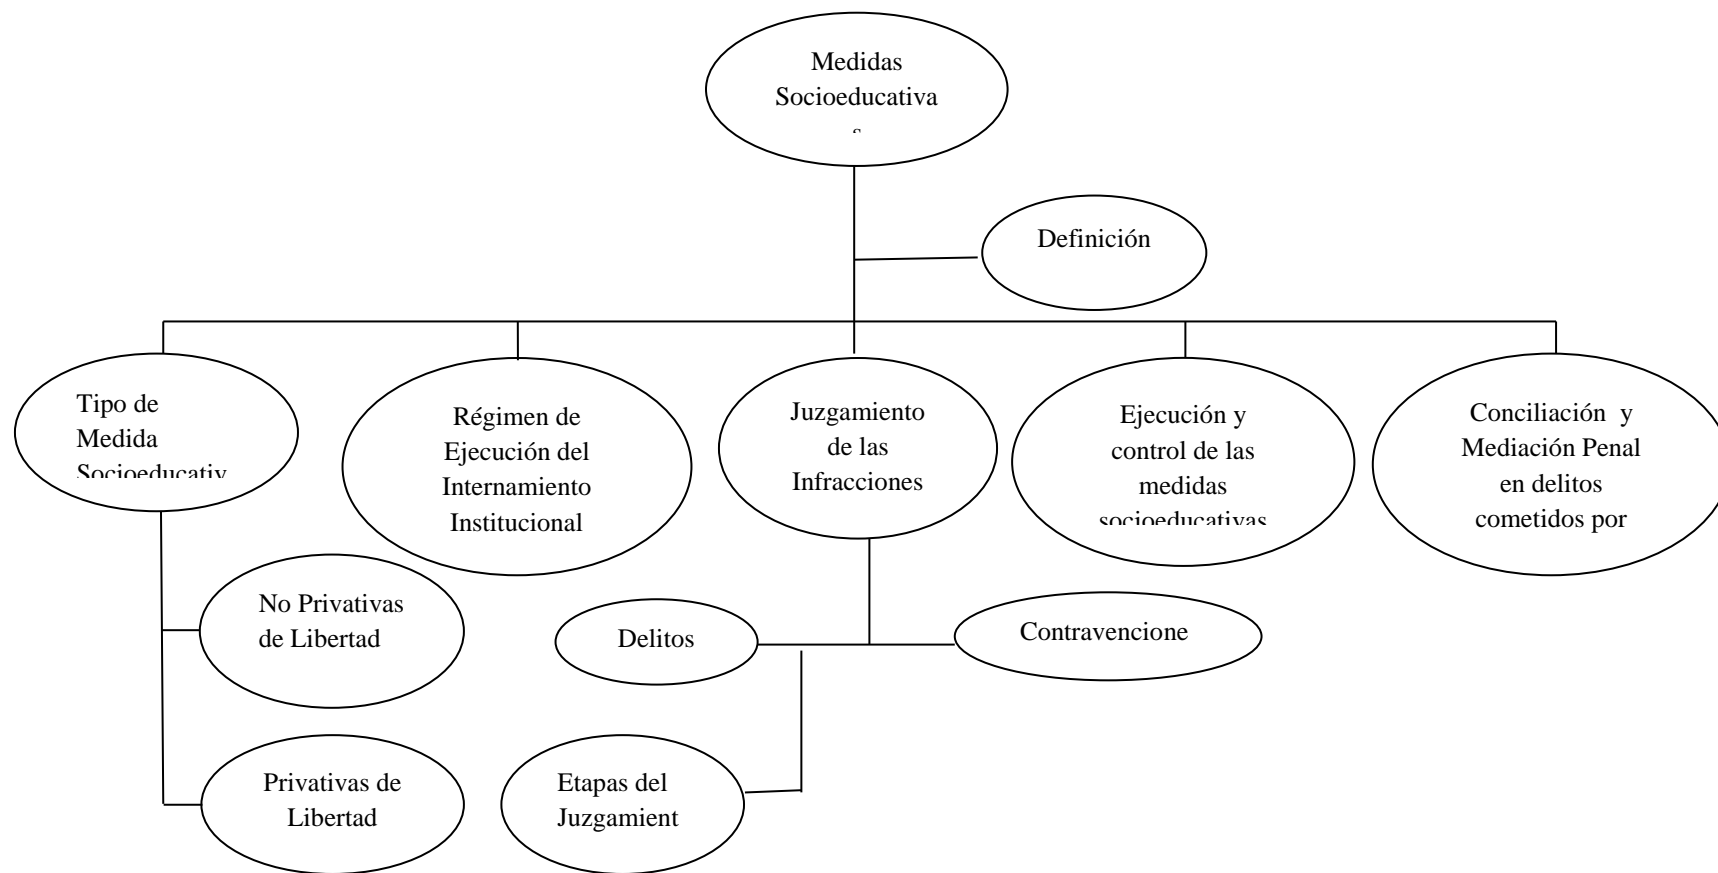 Medidas
Socioeducativa
s
Definición
Tipo de
Medida
Socioeducativ
Régimen de
Ejecución del
Internamiento
Institucional
Juzgamiento
de las
Infracciones
Ejecución y
control de las
medidas
socioeducativas
Conciliación y
Mediación Penal
en delitos
cometidos por
No Privativas
de Libertad
Delitos
Contravencione
Privativas de
Libertad
Etapas del
Juzgamient